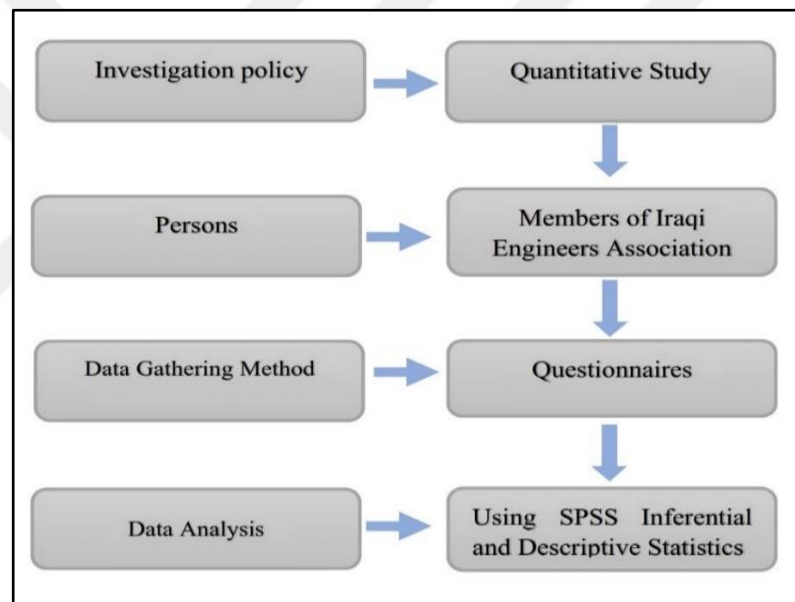 Investigation policy
Quantitative Study
Persons
Members of Iraqi
Engineers Association
Data Gathering Method
Questionnaires
Data Analysis
Using SPSS Inferential
and Descriptive Statistics